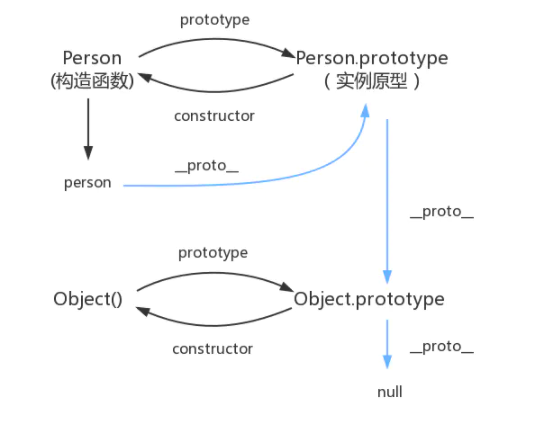 prototype
Person
(构造函数)
Person.prototype
( 实例原型 )
constructor
__proto__
person
__proto__
prototype
Object()
Object.prototype
constructor
__proto__
null